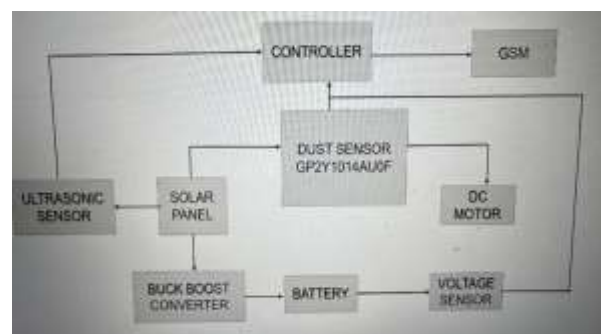 CONTROLLER
GSM
DUST SENSOR
GP2Y1014AU0F
ULTRASONIC
SENSOR
SOLAR
PANEL
DC
MOTOR
BUCK BOOST
CONVERTER
BATTERY
VOLTAGE
SENSOR